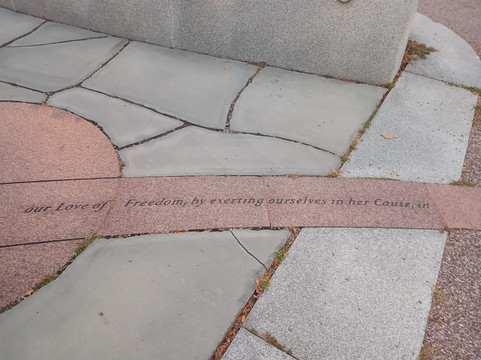 our Love of Freedom, by exerting ourselves in her Cause, in